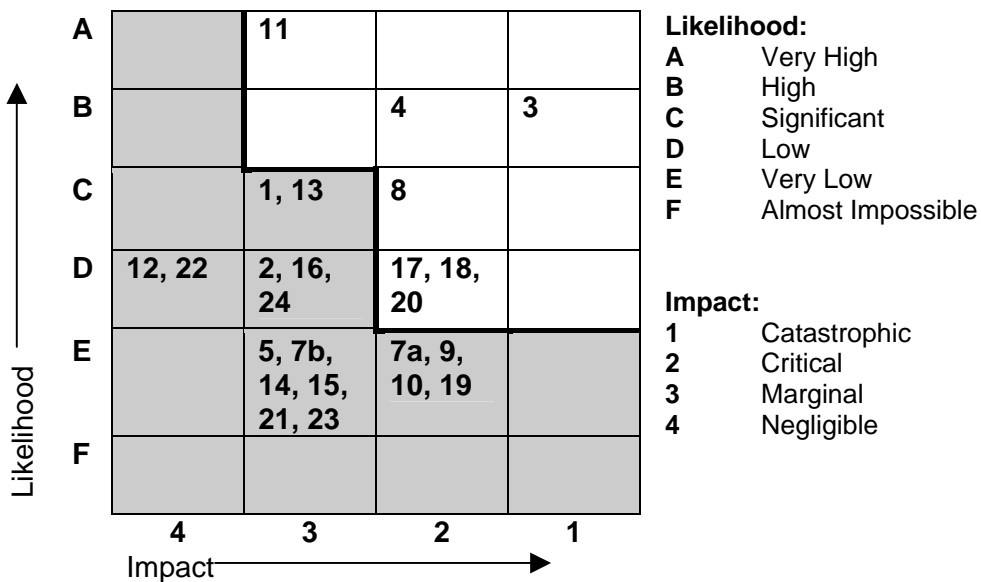 A
11
B
4
3
C
1, 13
8
D
12, 22
2, 16,
24
17, 18,
20
E
5, 7b,
14, 15,
21, 23
7a, 9,
10, 19
F
4
3
2
1
Likelihood
Impact
Likelihood:
A Very High
B High
C Significant
D Low
E Very Low
F Almost Impossible
Impact:
1 Catastrophic
2 Critical
3 Marginal
4 Negligible